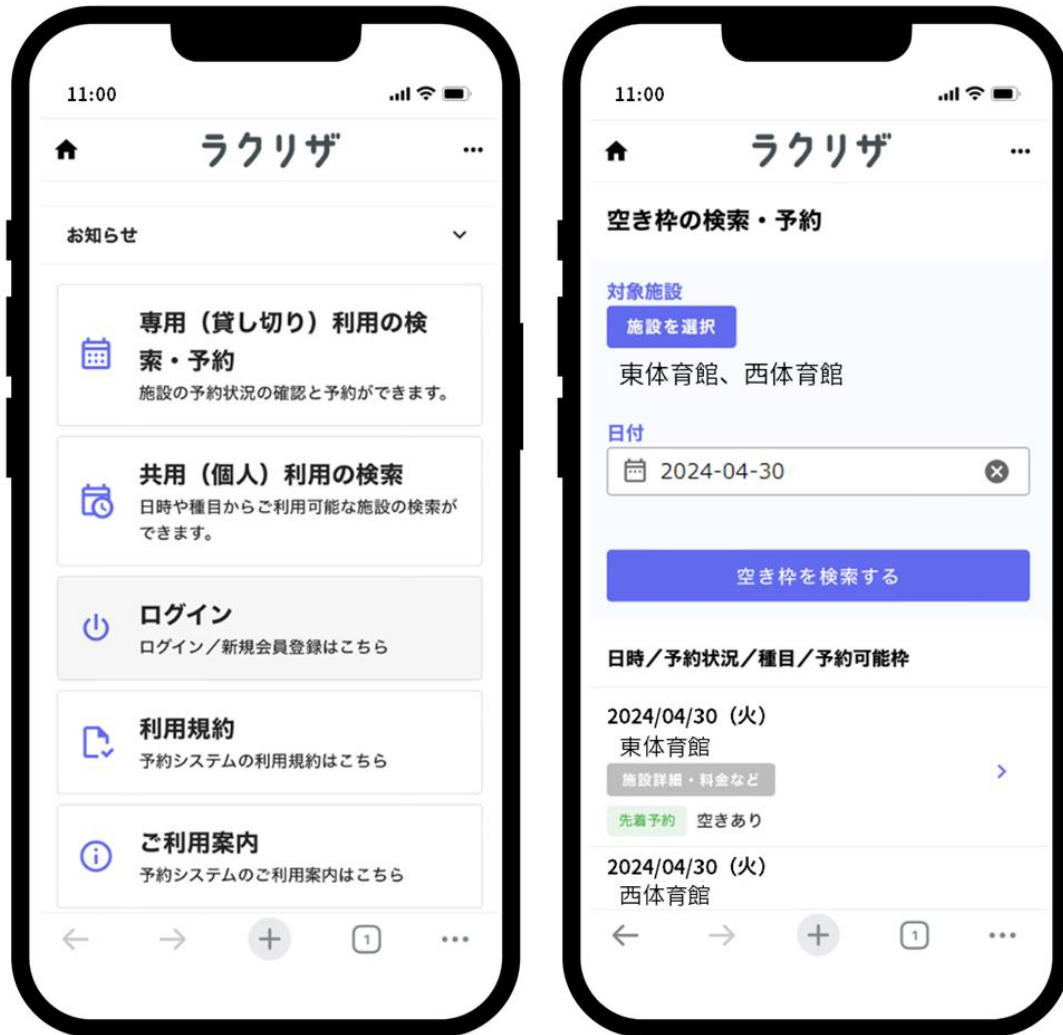 11:00
ラクリザ
お知らせ
専用（貸し切り）利用の検
索・予約
施設の予約状況の確認と予約ができます。
共用（個人）利用の検索
日時や種目からご利用可能な施設の検索が
できます。
ログイン
ログイン／新規会員登録はこちら
利用規約
予約システムの利用規約はこちら
ご利用案内
予約システムのご利用案内はこちら
1
11:00
ラクリザ
空き枠の検索・予約
対象施設
施設を選択
東体育館、西体育館
日付
2024-04-30
空き枠を検索する
日時／予約状況／種目／予約可能枠
2024/04/30（火）
東体育館
施設詳細・料金など
先着予約 空きあり
2024/04/30（火）
西体育館
1